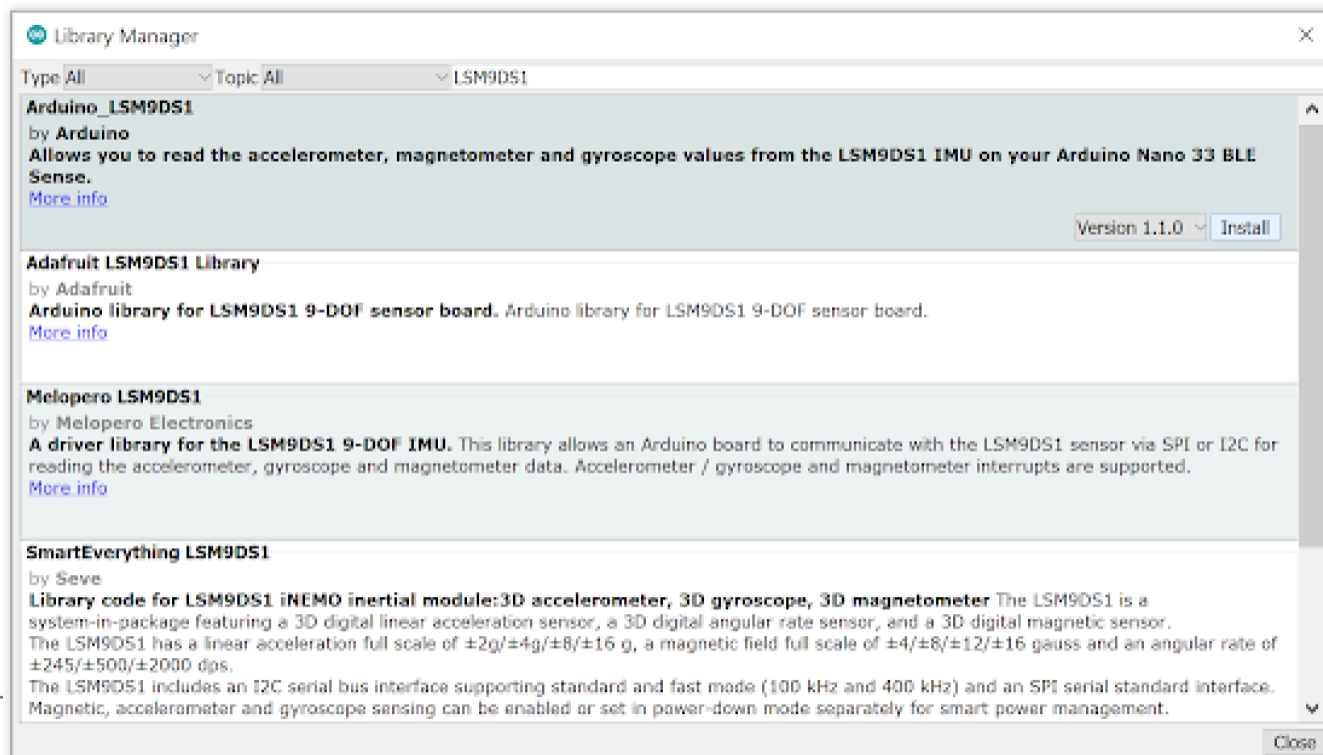 Library Manager
Type All Topic All LSM9DS1
Arduino_LSM9DS1
by Arduino
Allows you to read the accelerometer, magnetometer and gyroscope values from the LSM9DS1 IMU on your Arduino Nano 33 BLE
Sense.
More info
Version 1.1.0 Install
Adafruit LSM9DS1 Library
by Adafruit
Arduino library for LSM9DS1 9-DOF sensor board. Arduino library for LSM9DS1 9-DOF sensor board.
More info
Melopero LSM9DS1
by Melopero Electronics
A driver library for the LSM9DS1 9-DOF IMU. This library allows an Arduino board to communicate with the LSM9DS1 sensor via SPI or I2C for
reading the accelerometer, gyroscope and magnetometer data. Accelerometer / gyroscope and magnetometer interrupts are supported.
More info
SmartEverything LSM9DS1
by Seve
Library code for LSM9DS1 iNEMO inertial module:3D accelerometer, 3D gyroscope, 3D magnetometer The LSM9DS1 is a
system-in-package featuring a 3D digital linear acceleration sensor, a 3D digital angular rate sensor, and a 3D digital magnetic sensor.
The LSM9DS1 has a linear acceleration full scale of ±2g/±4g/±8/±16 g, a magnetic field full scale of ±4/±8/±12/±16 gauss and an angular rate of
±245/±500/±2000 dps.
The LSM9DS1 includes an I2C serial bus interface supporting standard and fast mode (100 kHz and 400 kHz) and an SPI serial standard interface.
Magnetic, accelerometer and gyroscope sensing can be enabled or set in power-down mode separately for smart power management.
Close